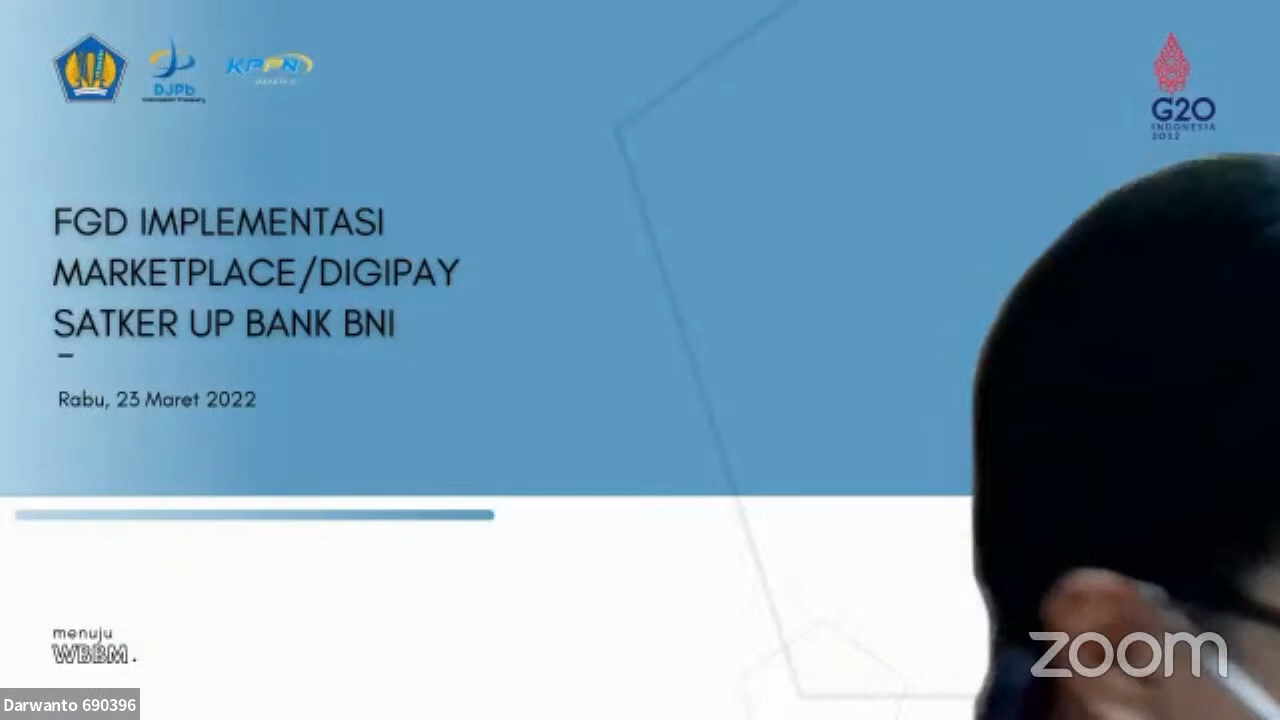 DJPb
KPPN
G20
INDONESIA
2022
FGD IMPLEMENTASI
MARKETPLACE/DIGIPAY
SATKER UP BANK BNI
Rabu, 23 Maret 2022
menuju
WBBM.
zoom
Darwanto 690396